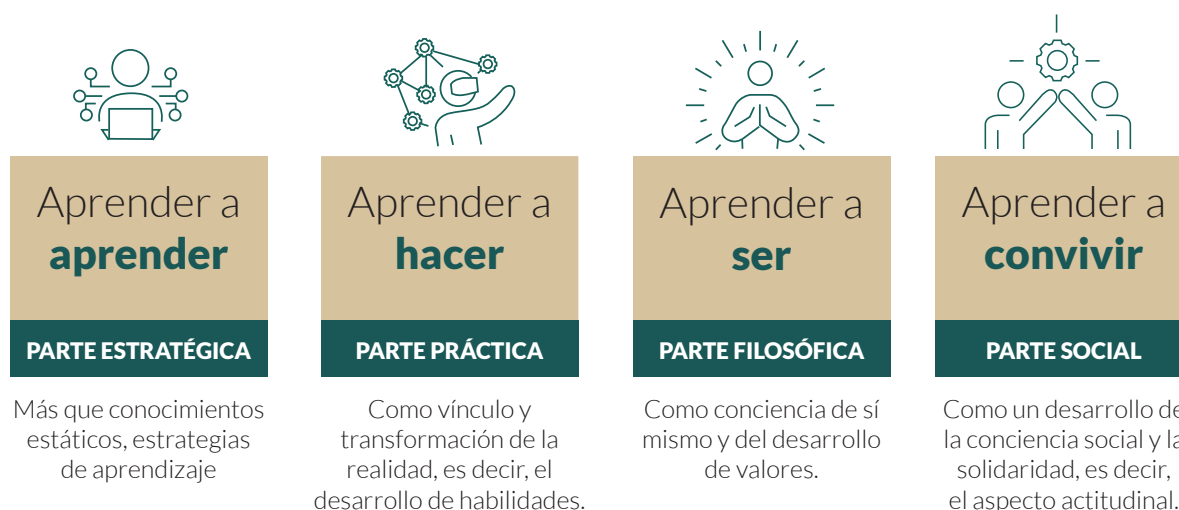 Aprender a
aprender
PARTE ESTRATÉGICA
Más que conocimientos
estáticos, estrategias
de aprendizaje
Aprender a
hacer
PARTE PRÁCTICA
Como vínculo y
transformación de la
realidad, es decir, el
desarrollo de habilidades.
Aprender a
ser
PARTE FILOSÓFICA
Como conciencia de sí
mismo y del desarrollo
de valores.
Aprender a
convivir
PARTE SOCIAL
Como un desarrollo de
la conciencia social y la
solidaridad, es decir,
el aspecto actitudinal.